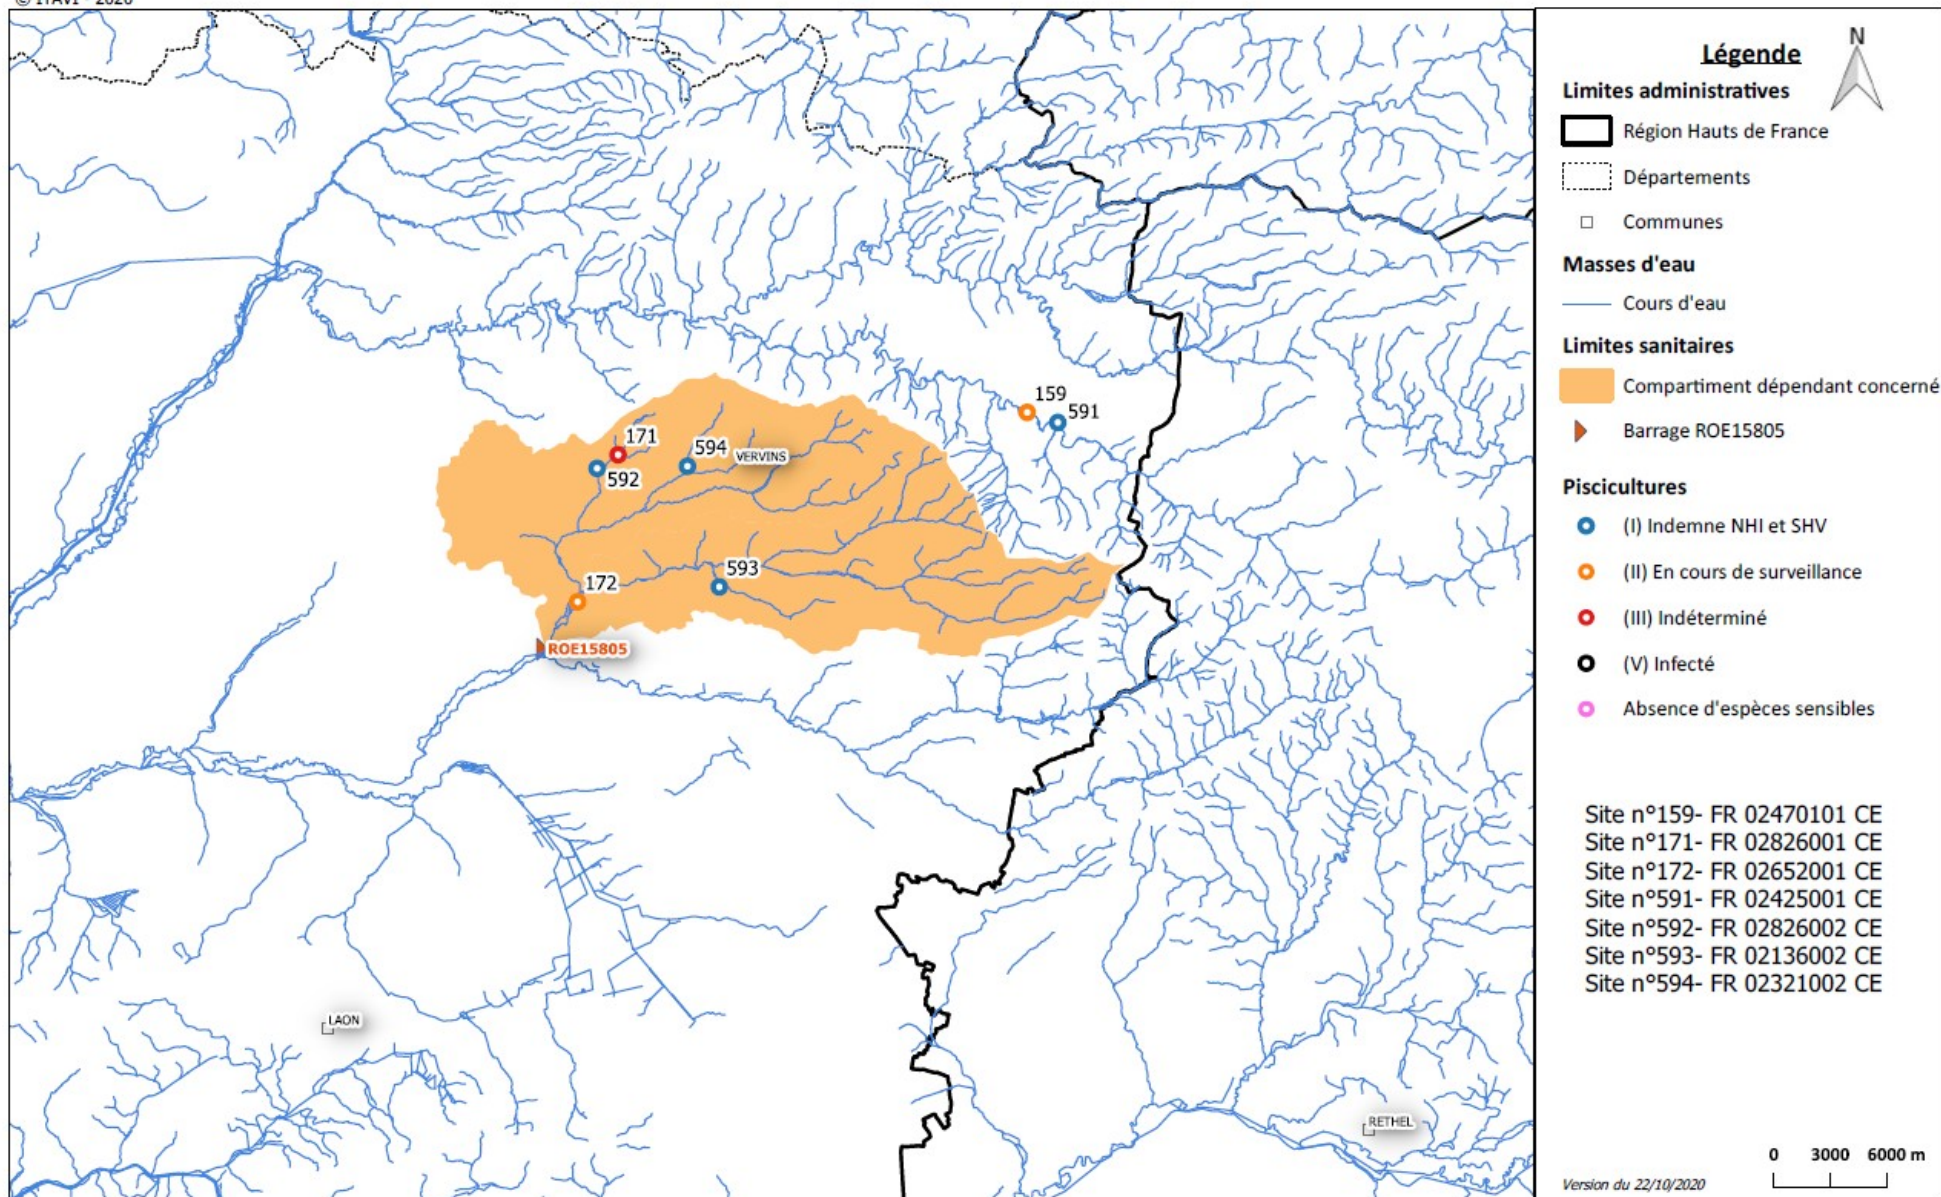 © ITAVI - 2020
Légende
N
Limites administratives
Région Hauts de France
Départements
Communes
Masses d'eau
Cours d'eau
Limites sanitaires
Compartiment dépendant concerné
Barrage ROE15805
Piscicultures
(I) Indemne NHI et SHV
(II) En cours de surveillance
(III) Indéterminé
(V) Infecté
Absence d'espèces sensibles
Site n°159- FR 02470101 CE
Site n°171- FR 02826001 CE
Site n°172- FR 02652001 CE
Site n°591- FR 02425001 CE
Site n°592- FR 02826002 CE
Site n°593- FR 02136002 CE
Site n°594- FR 02321002 CE
0 3000 6000 m
Version du 22/10/2020
159
591
171
594
VERVINS
592
593
172
ROE15805
LAON
RETHEL